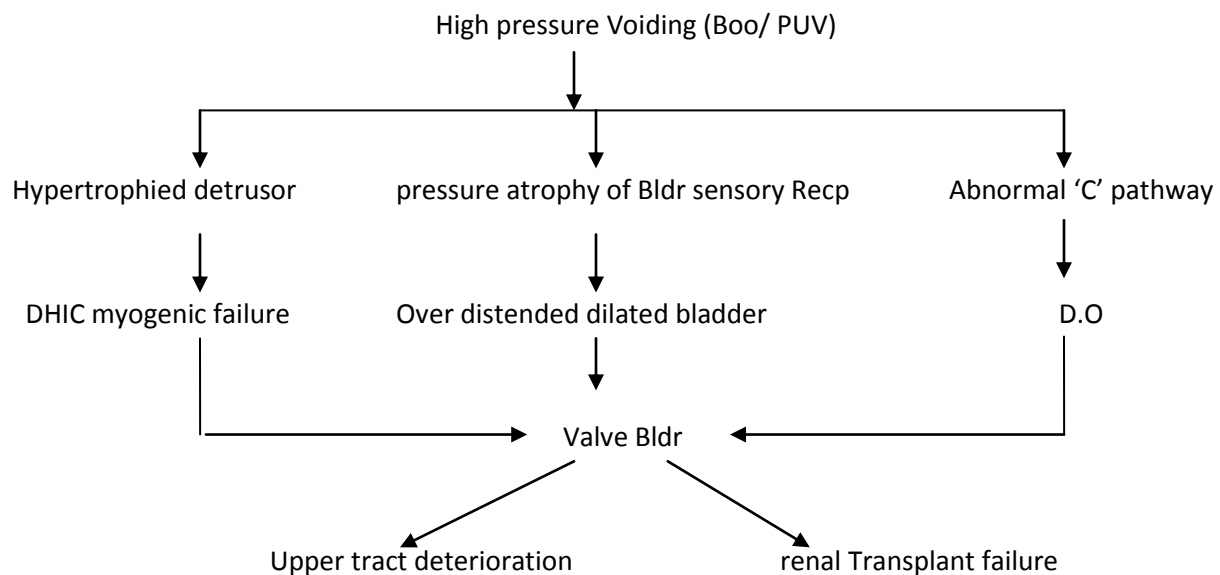 High pressure Voiding (Boo/ PUV)
Hypertrophied detrusor
pressure atrophy of Bldr sensory Recp
Abnormal ‘C’ pathway
DHIC myogenic failure
Over distended dilated bladder
D.O
Valve Bldr
Upper tract deterioration
renal Transplant failure